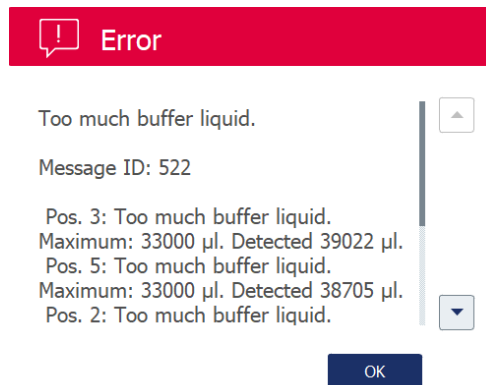 Error
Too much buffer liquid.
Message ID: 522
Pos. 3: Too much buffer liquid.
Maximum: 33000 µl. Detected 39022 µl.
Pos. 5: Too much buffer liquid.
Maximum: 33000 µl. Detected 38705 µl.
Pos. 2: Too much buffer liquid.
OK